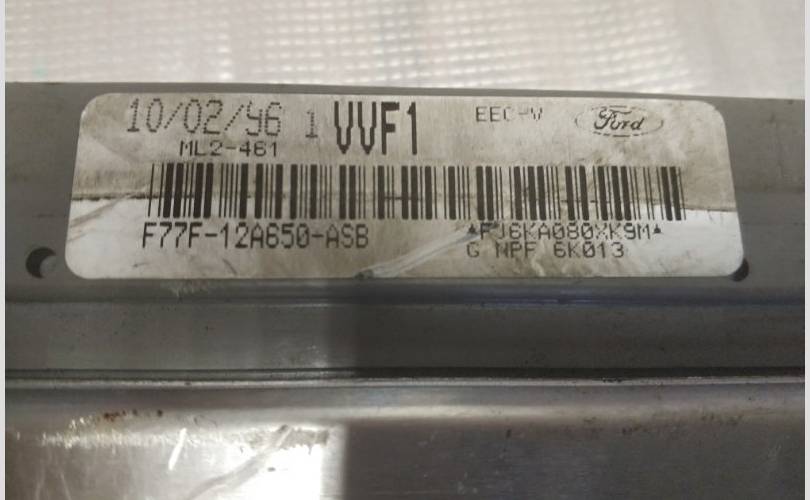 10/02/96 1 VVF1 EEC-V Ford
ML2-461
F77F-12A650-ASB
*FJ6KA080XK9M*
G NPF 6K013